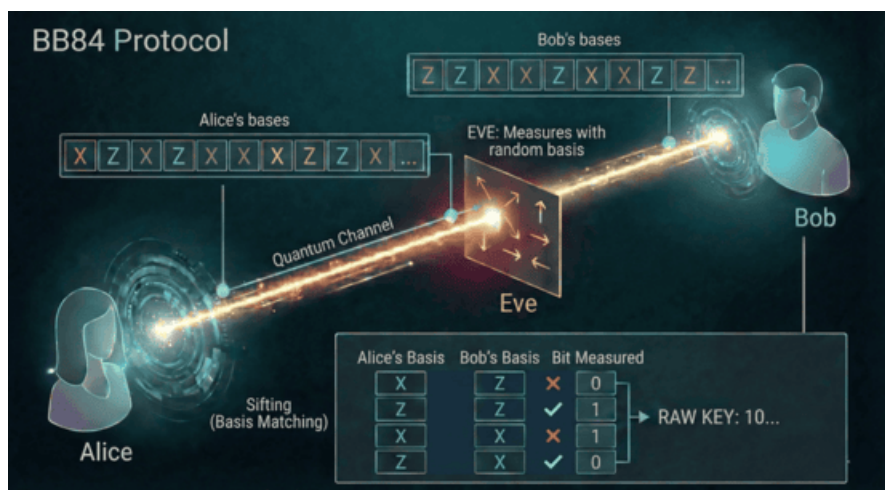 BB84 Protocol
Bob's bases
Z Z X X Z X X Z Z ...
Alice's bases
X Z X Z X X X Z Z X ...
EVE: Measures with
random basis
Quantum Channel
Bob
Eve
Alice's Basis Bob's Basis Bit Measured
X Z ✕ 0
Z Z ✓ 1
X X ✕ 1
Z X ✓ 0
RAW KEY: 10...
Sifting
(Basis Matching)
Alice